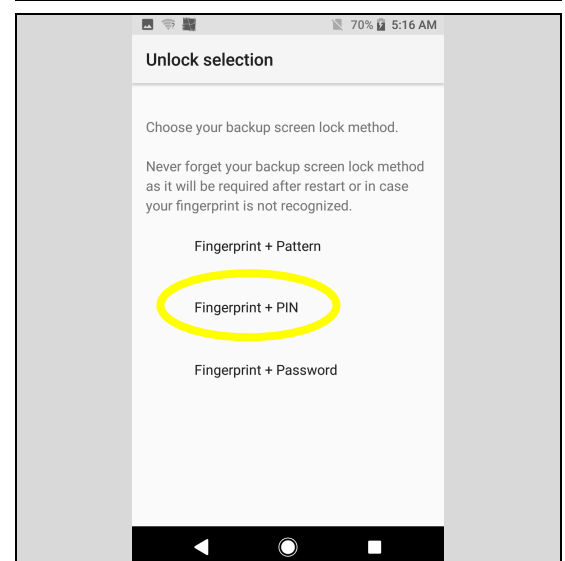 70% 5:16 AM
Unlock selection
Choose your backup screen lock method.
Never forget your backup screen lock method
as it will be required after restart or in case
your fingerprint is not recognized.
Fingerprint + Pattern
Fingerprint + PIN
Fingerprint + Password